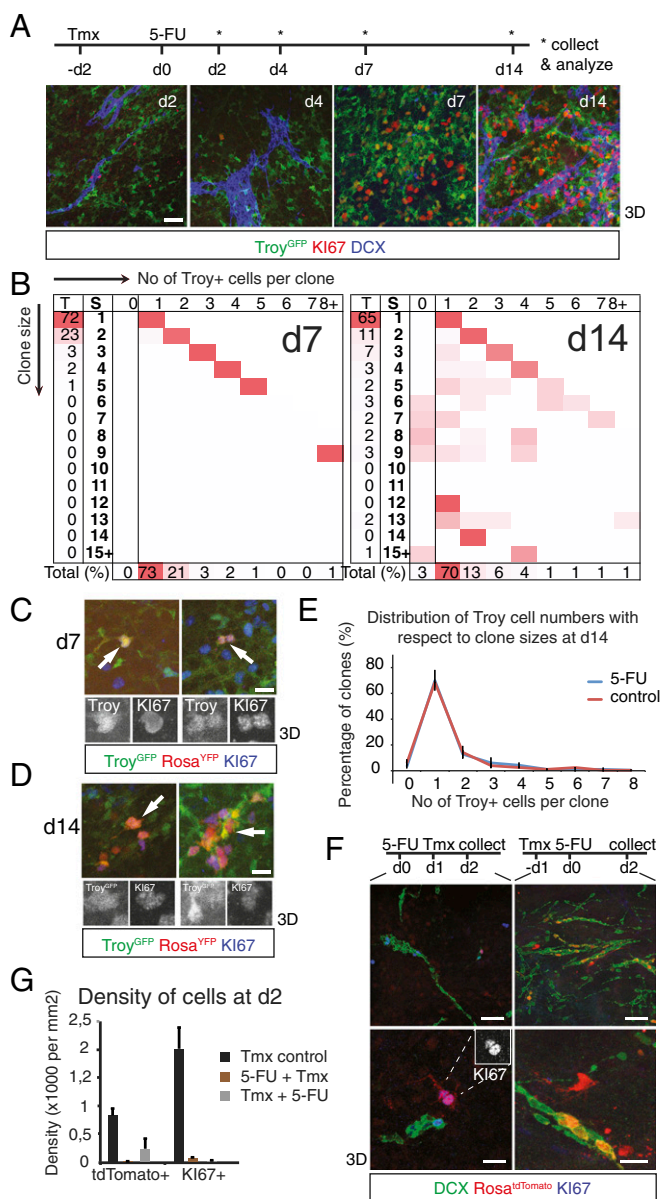 A
Tmx 5-FU * * * *
-d2 d0 d2 d4 d7 d14
* collect
& analyze
d2 d4 d7 d14
3D
TroyGFP KI67 DCX
No of Troy+ cells per clone
B
Clone size
T S 0 1 2 3 4 5 6 7 8+
72 1
23 2
3 3
2 4
1 5
0 6
0 7
0 8
0 9
0 10
0 11
0 12
0 13
0 14
0 15+
Total (%) 0 73 21 3 2 1 0 0 1
d7
T S 0 1 2 3 4 5 6 7 8+
65 1
11 2
7 3
3 4
2 5
3 6
2 7
2 8
3 9
0 10
0 11
0 12
2 13
0 14
1 15+
Total (%) 3 70 13 6 4 1 1 1 1
d14
C
d7
Troy KI67 Troy KI67
3D
TroyGFP RosaYFP KI67
D
d14
TroyGFP KI67 TroyGFP KI67
3D
TroyGFP RosaYFP KI67
E
Distribution of Troy cell numbers with
respect to clone sizes at d14
Percentage of clones (%)
80
60
40
20
0
5-FU
control
0 1 2 3 4 5 6 7 8
No of Troy+ cells per clone
F
5-FU Tmx collect
d0 d1 d2
Tmx 5-FU collect
-d1 d0 d2
KI67
3D
DCX RosatdTomato KI67
G
Density of cells at d2
Density (x1000 per mm2)
2,5
2
1,5
1
0,5
0
Tmx control
5-FU + Tmx
Tmx + 5-FU
tdTomato+ KI67+